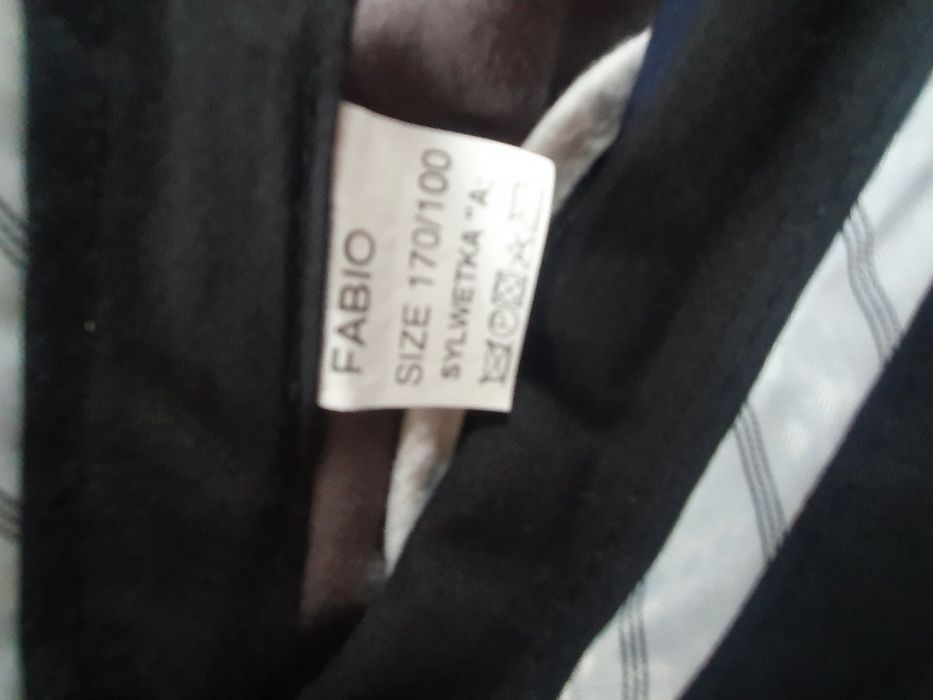 FABIO
SIZE 170/100
SYLWETKA "A: